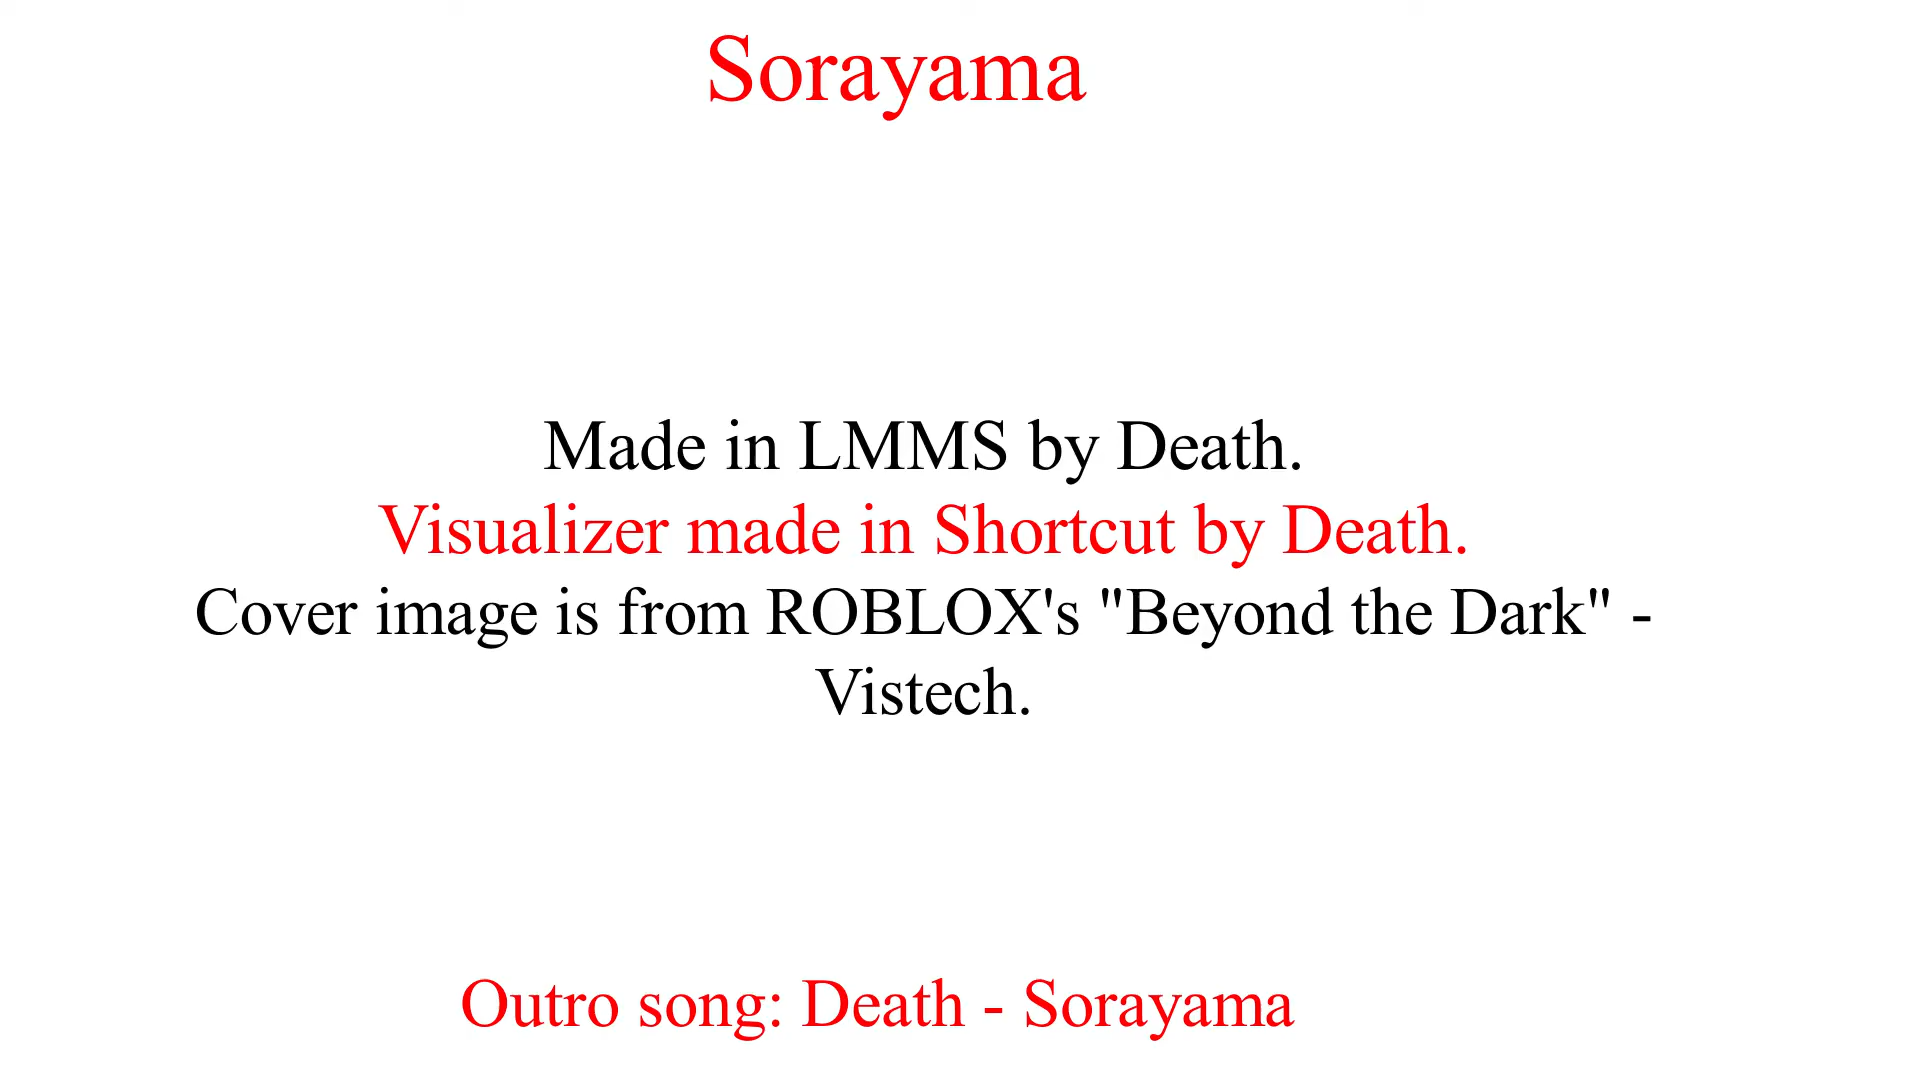 Sorayama
Made in LMMS by Death.
Visualizer made in Shortcut by Death.
Cover image is from ROBLOX's "Beyond the Dark" -
Vistech.
Outro song: Death - Sorayama